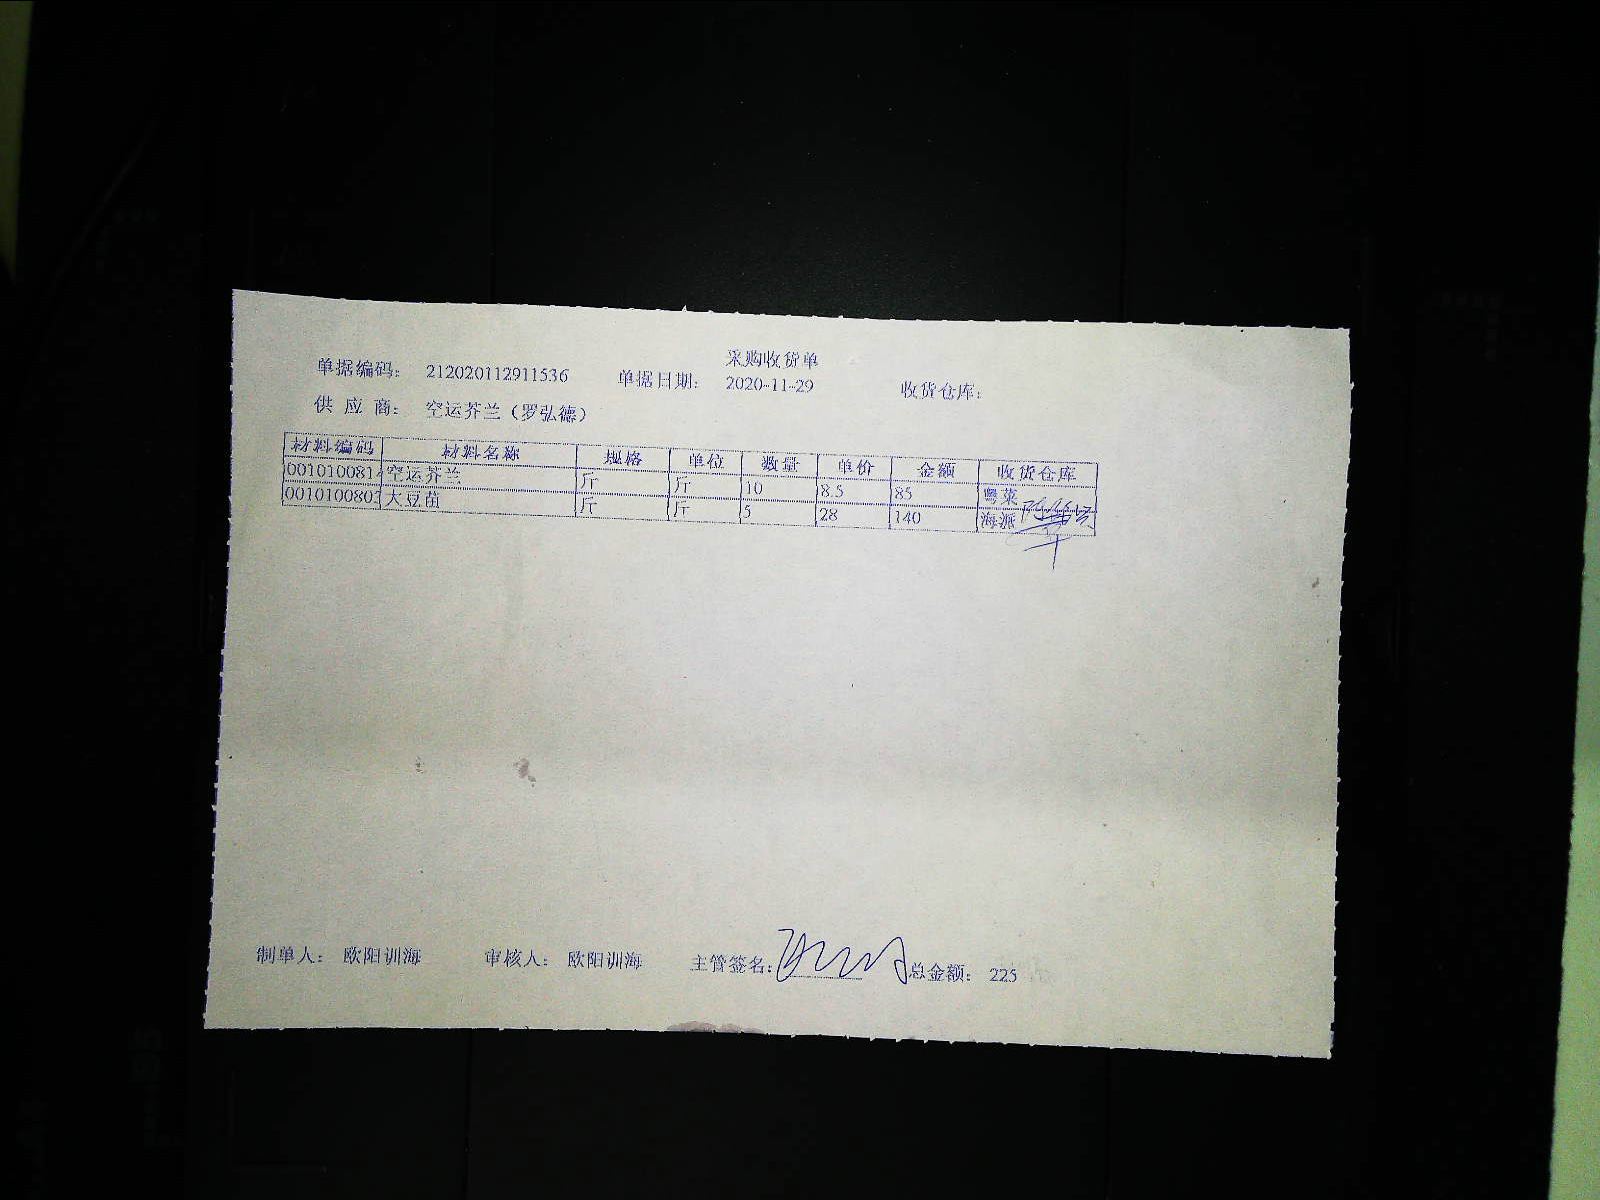 采购收货单
单据编码: 212020112911536 单据日期: 2020-11-29 收货仓库:
供 应 商: 空运芥兰（罗弘德）
材料编码 材料名称 规格 单位 数量 单价 金额 收货仓库
0010100814 空运芥兰 斤 斤 10 8.5 85 粤菜
0010100803 大豆苗 斤 斤 5 28 140 海派
制单人: 欧阳训海 审核人: 欧阳训海 主管签名: 总金额: 225